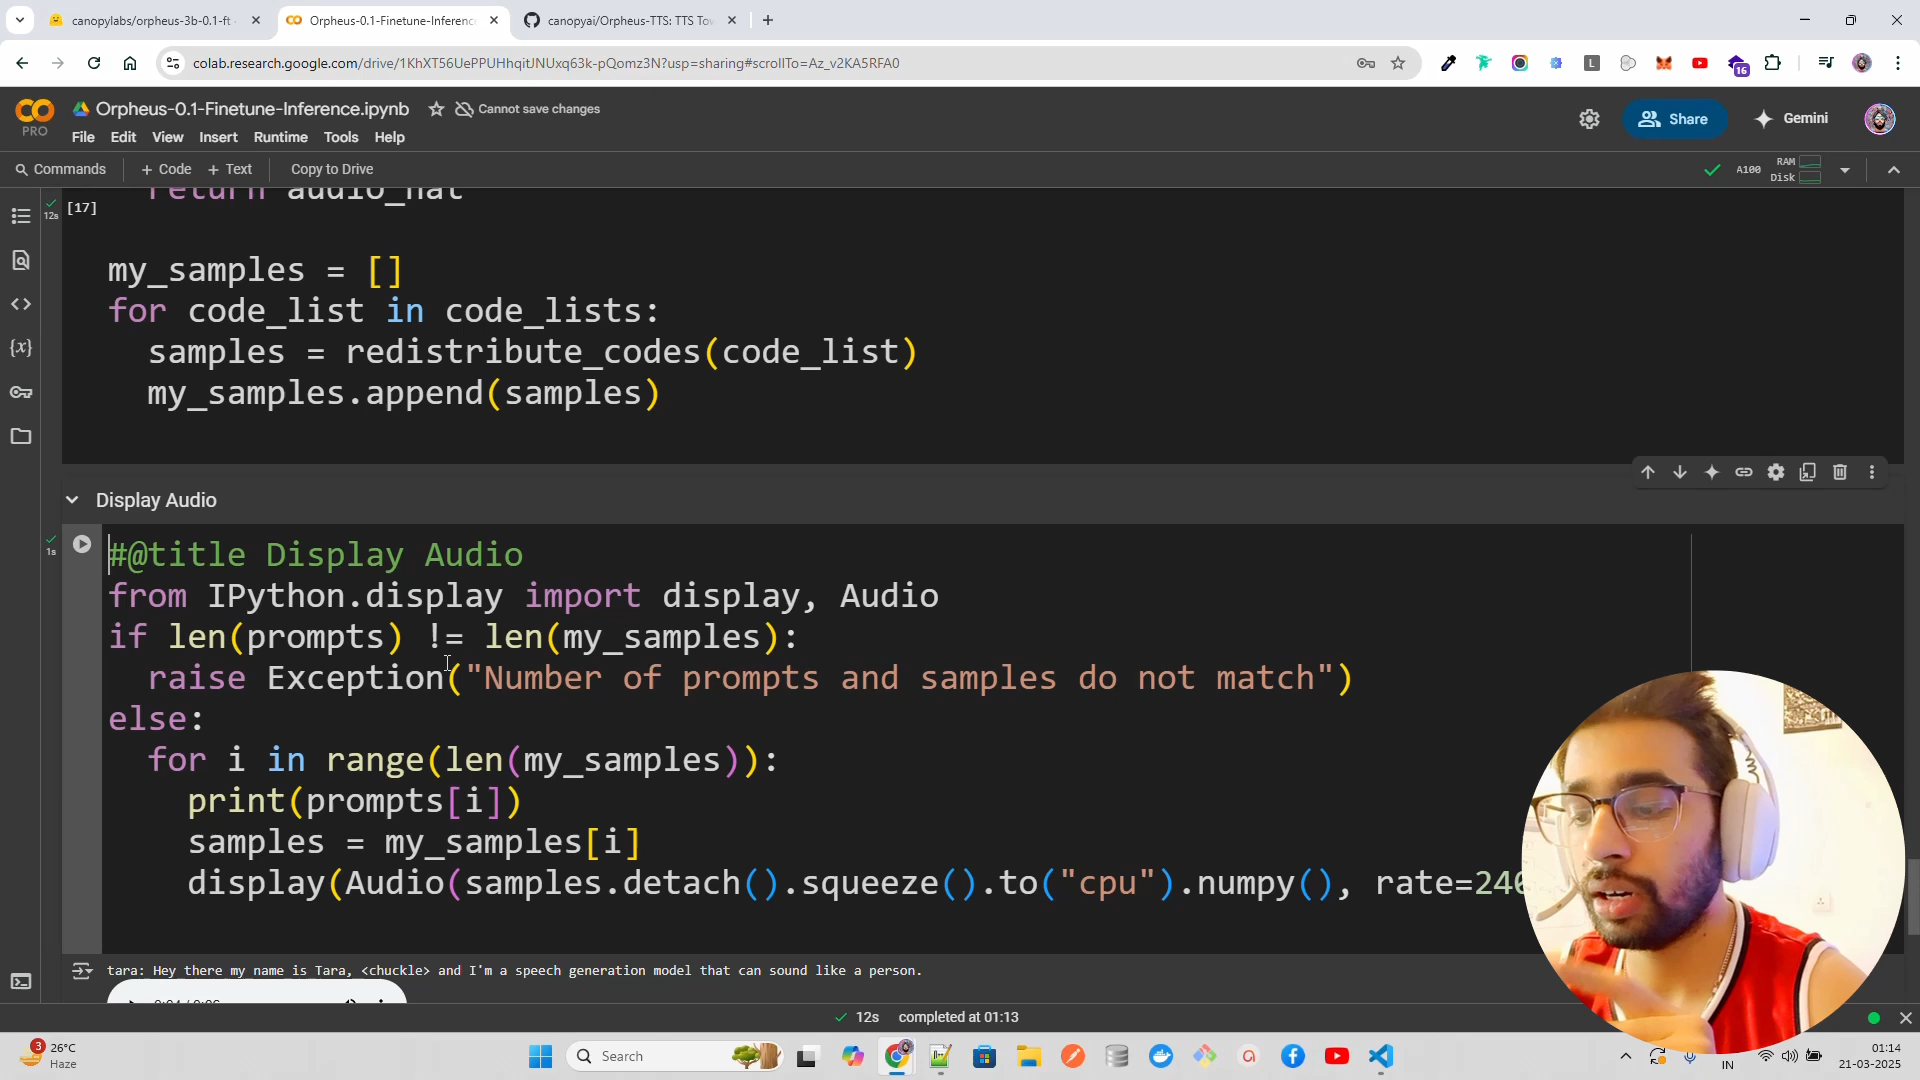 canopylabs/orpheus-3b-0.1-ft
Orpheus-0.1-Finetune-Inference
canopyai/Orpheus-TTS: TTS Tow
colab.research.google.com/drive/1KhXT56UePPUHhqitJNUxq63k-pQomz3N?usp=sharing#scrollTo=Az_v2KA5RFA0
16
PRO
Orpheus-0.1-Finetune-Inference.ipynb
Cannot save changes
Share
Gemini
File Edit View Insert Runtime Tools Help
Commands + Code + Text Copy to Drive
A100 RAM Disk
return audio_hat
12s [17]
my_samples = []
for code_list in code_lists:
samples = redistribute_codes(code_list)
my_samples.append(samples)
Display Audio
1s
#@title Display Audio
from IPython.display import display, Audio
if len(prompts) != len(my_samples):
raise Exception("Number of prompts and samples do not match")
else:
for i in range(len(my_samples)):
print(prompts[i])
samples = my_samples[i]
display(Audio(samples.detach().squeeze().to("cpu").numpy(), rate=240
tara: Hey there my name is Tara, <chuckle> and I'm a speech generation model that can sound like a person.
12s completed at 01:13
3
26°C
Haze
Search
L
IN
01:14
21-03-2025